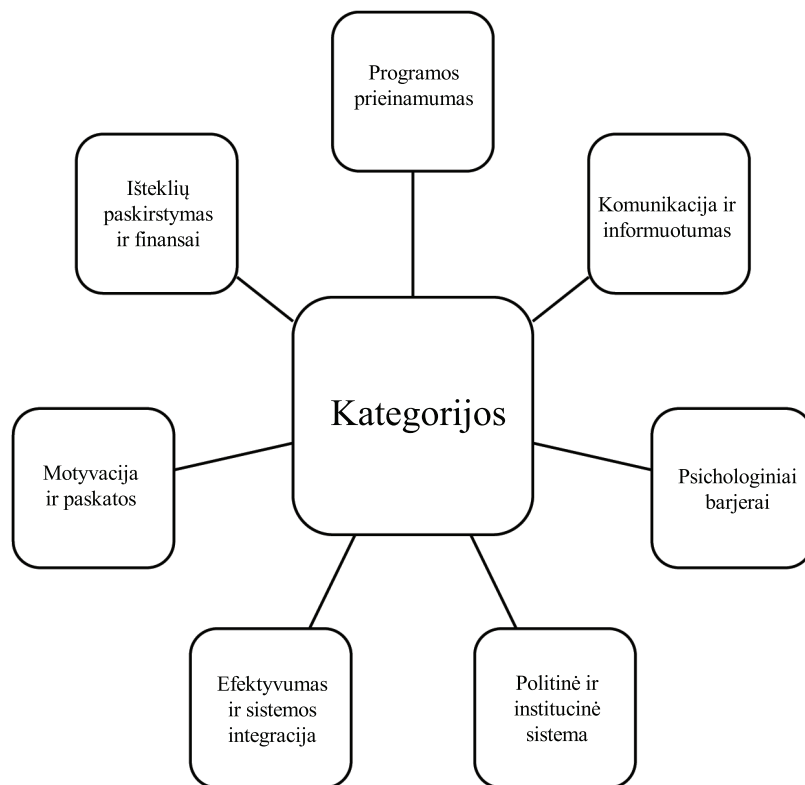 Programos
prieinamumas
Išteklių
paskirstymas
ir finansai
Komunikacija ir
informuotumas
Kategorijos
Motyvacija
ir paskatos
Psichologiniai
barjerai
Efektyvumas
ir sistemos
integracija
Politinė ir
institucinė
sistema